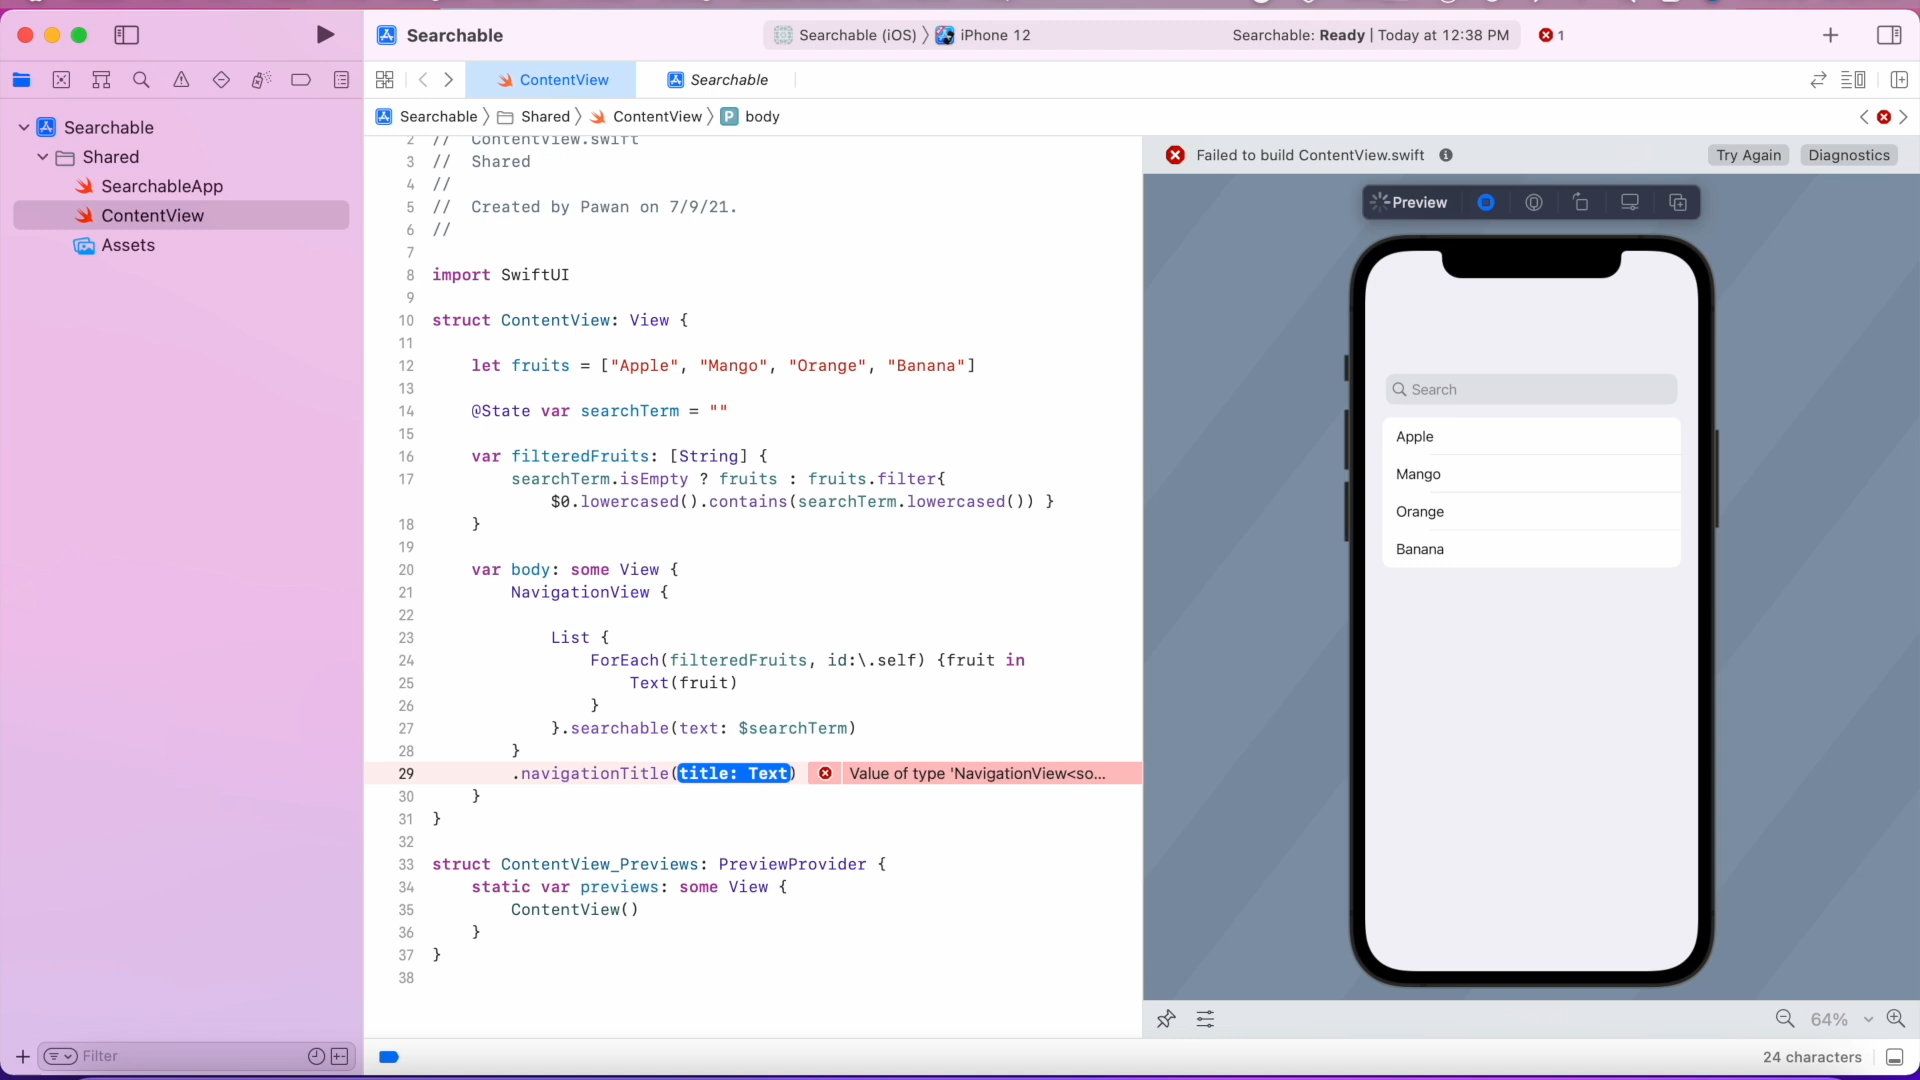 Searchable
Searchable (iOS) 〉 iPhone 12
Searchable: Ready | Today at 12:38 PM
1
ContentView
Searchable
Searchable 〉 Shared 〉 ContentView 〉 P body
Searchable
Shared
SearchableApp
ContentView
Assets
2 // ContentView.swift
3 // Shared
4 //
5 // Created by Pawan on 7/9/21.
6 //
7
8 import SwiftUI
9
10 struct ContentView: View {
11
12 let fruits = ["Apple", "Mango", "Orange", "Banana"]
13
14 @State var searchTerm = ""
15
16 var filteredFruits: [String] {
17 searchTerm.isEmpty ? fruits : fruits.filter{
$0.lowercased().contains(searchTerm.lowercased()) }
18 }
19
20 var body: some View {
21 NavigationView {
22
23 List {
24 ForEach(filteredFruits, id:\.self) {fruit in
25 Text(fruit)
26 }
27 }.searchable(text: $searchTerm)
28 }
29 .navigationTitle(title: Text) Value of type 'NavigationView<so...
30 }
31 }
32
33 struct ContentView_Previews: PreviewProvider {
34 static var previews: some View {
35 ContentView()
36 }
37 }
38
Failed to build ContentView.swift
Try Again
Diagnostics
Preview
Search
Apple
Mango
Orange
Banana
64%
Filter
24 characters